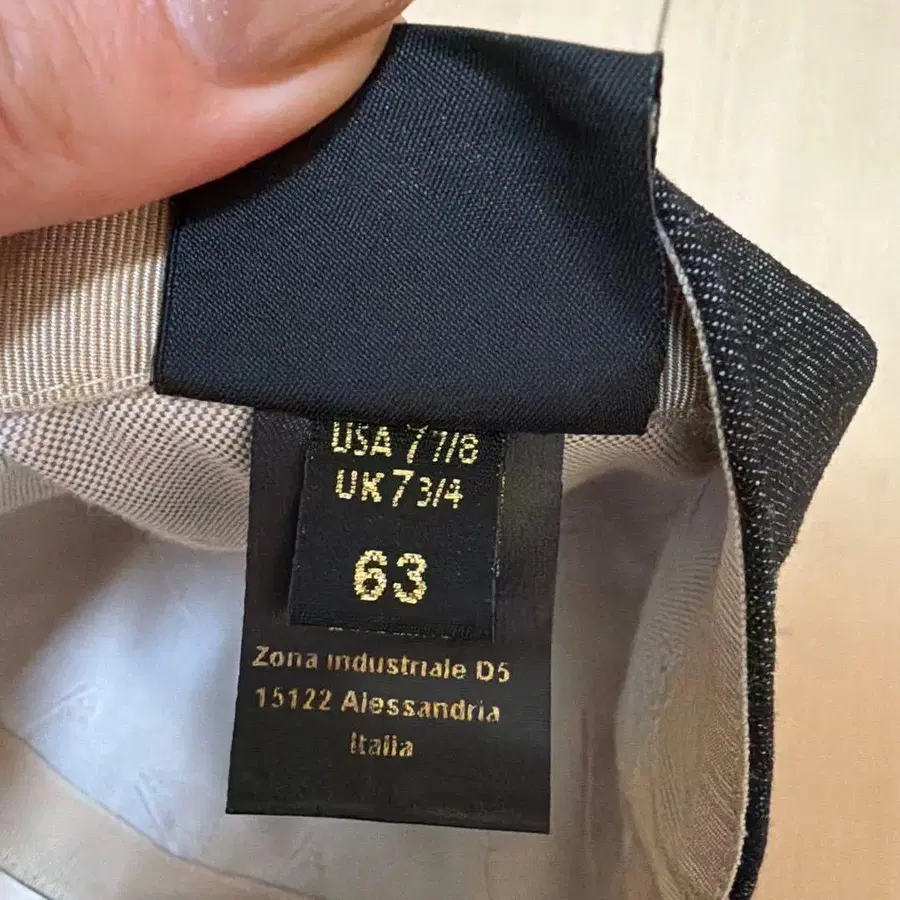 USA 7 7/8
UK 7 3/4
63
Zona industriale D5
15122 Alessandria
Italia